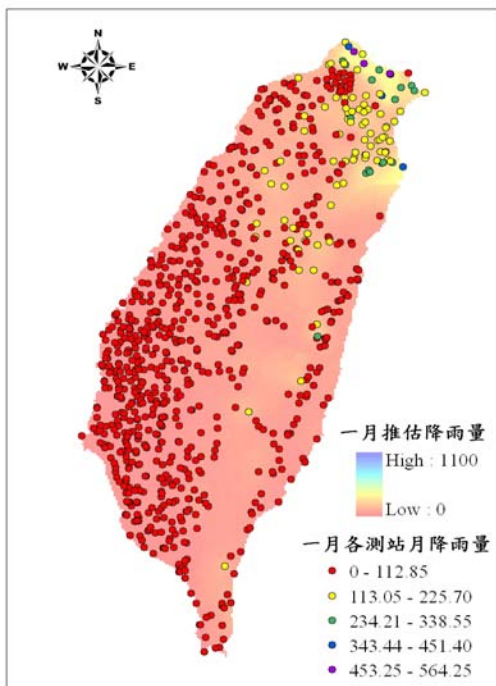 N
W E
S
一月推估降雨量
High : 1100
Low : 0
一月各測站月降雨量
0 - 112.85
113.05 - 225.70
234.21 - 338.55
343.44 - 451.40
453.25 - 564.25